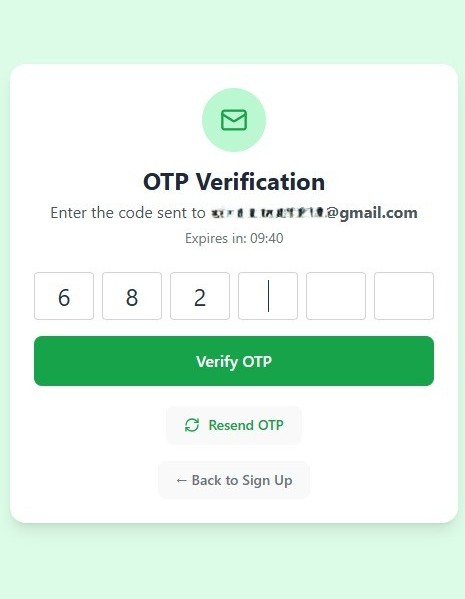 OTP Verification
Enter the code sent to @gmail.com
Expires in: 09:40
6 8 2
Verify OTP
Resend OTP
← Back to Sign Up